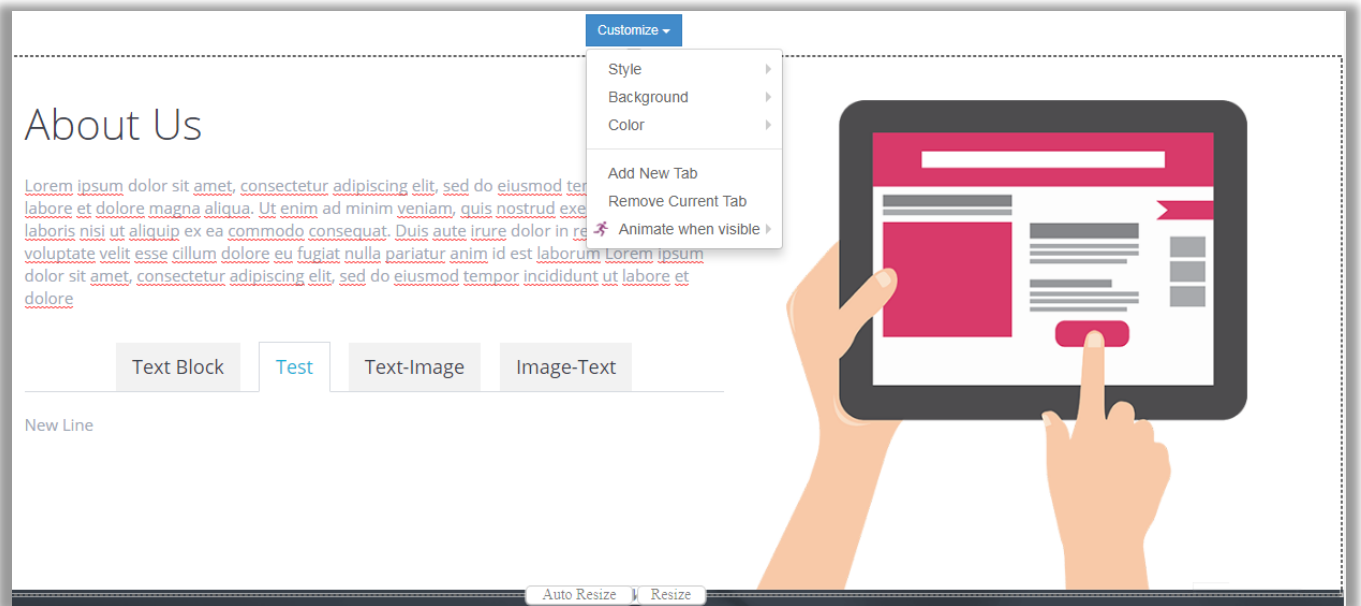 Customize
Style
Background
Color
Add New Tab
Remove Current Tab
Animate when visible
About Us
Lorem ipsum dolor sit amet, consectetur adipiscing elit, sed do eiusmod
labore et dolore magna aliqua. Ut enim ad minim veniam, quis nostrud
laboris nisi ut aliquip ex ea commodo consequat. Duis aute irure dolor in
voluptate velit esse cillum dolore eu fugiat nulla pariatur anim id est laborum Lorem ipsum
dolor sit amet, consectetur adipiscing elit, sed do eiusmod tempor incididunt ut labore et
dolore
Text Block
Test
Text-Image
Image-Text
New Line
Auto Resize
Resize